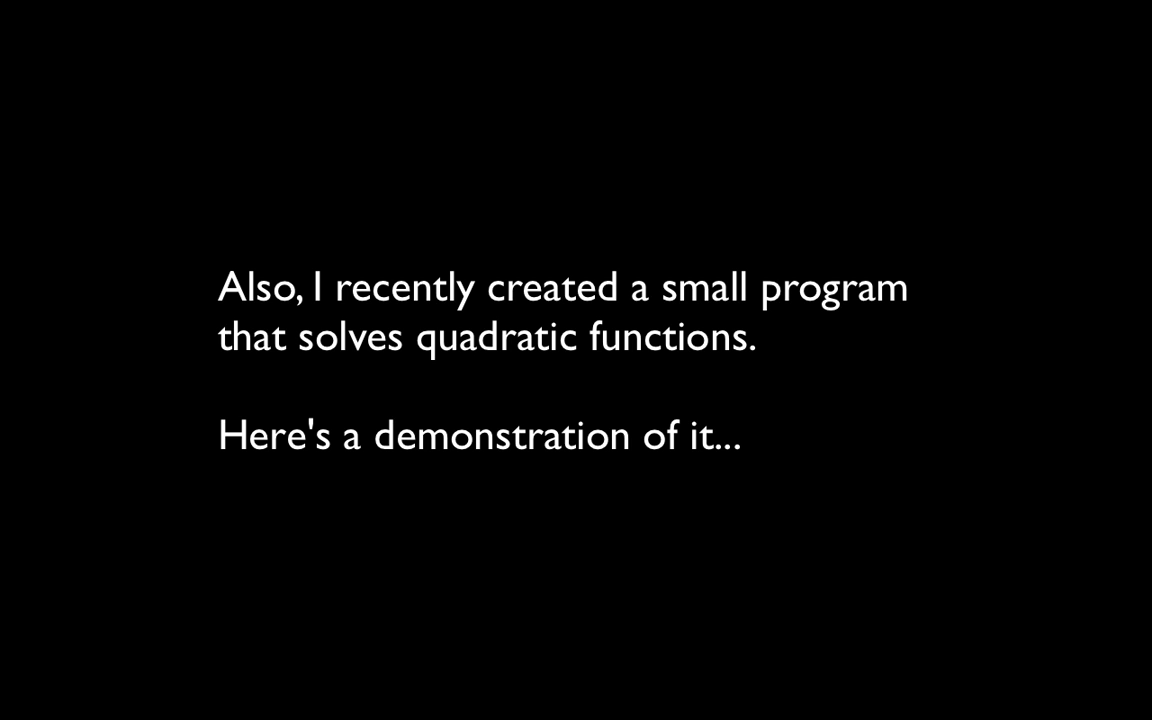 Also, I recently created a small program
that solves quadratic functions.
Here's a demonstration of it...